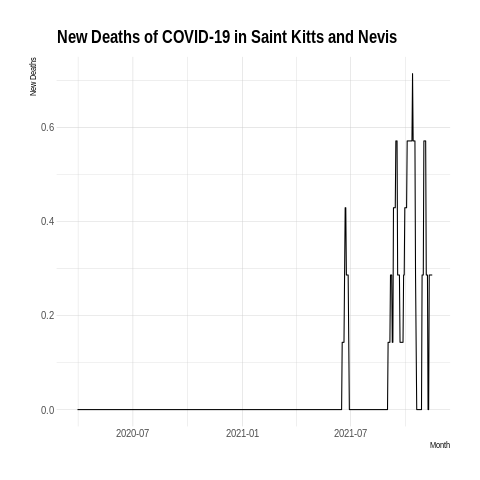 New Deaths of COVID-19 in Saint Kitts and Nevis
New Deaths
0.6
0.4
0.2
0.0
2020-07 2021-01 2021-07
Month